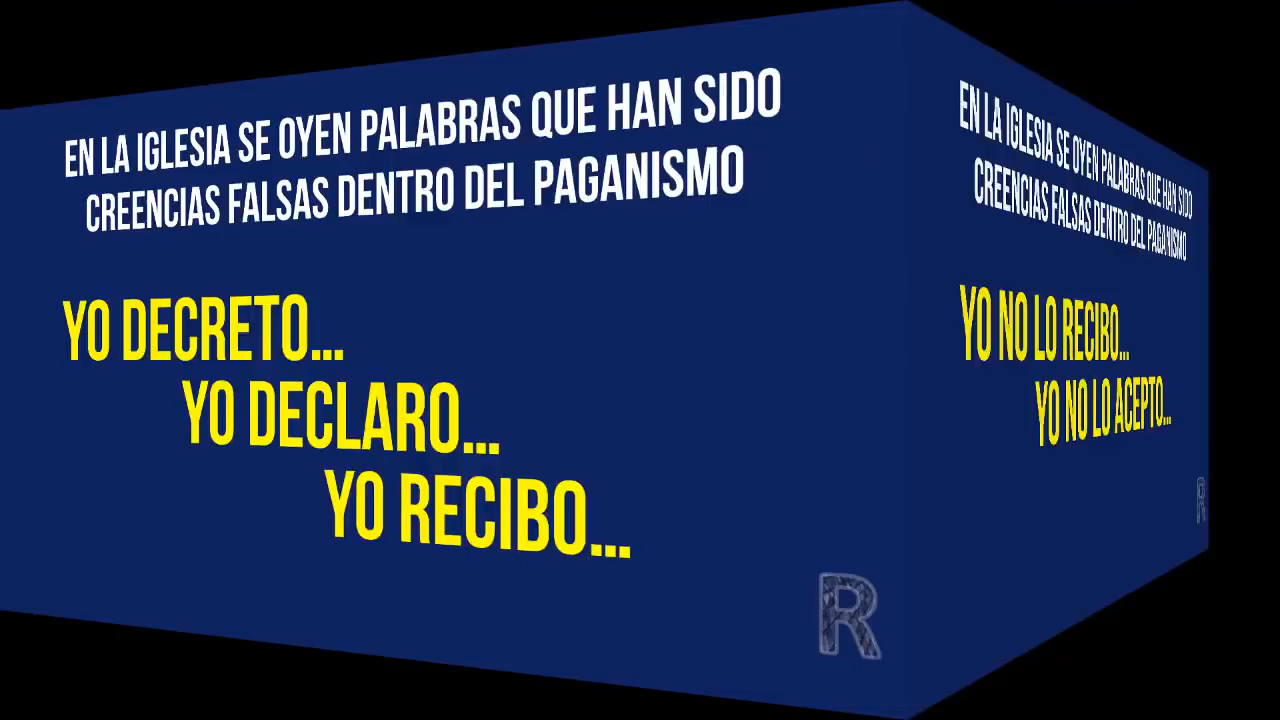 EN LA IGLESIA SE OYEN PALABRAS QUE HAN SIDO
CREENCIAS FALSAS DENTRO DEL PAGANISMO
YO DECRETO...
YO DECLARO...
YO RECIBO...
R
EN LA IGLESIA SE OYEN PALABRAS QUE HAN SIDO
CREENCIAS FALSAS DENTRO DEL PAGANISMO
YO NO LO RECIBO...
YO NO LO ACEPTO...
R